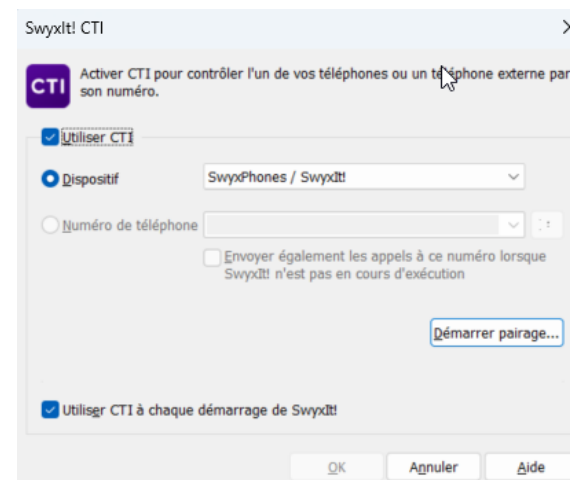 SwyxIt! CTI
CTI
Activer CTI pour contrôler l'un de vos téléphones ou un téléphone externe par
son numéro.
Utiliser CTI
Dispositif
SwyxPhones / SwyxIt!
Numéro de téléphone
Envoyer également les appels à ce numéro lorsque
SwyxIt! n'est pas en cours d'exécution
Démarrer pairage...
Utiliser CTI à chaque démarrage de SwyxIt!
OK
Annuler
Aide